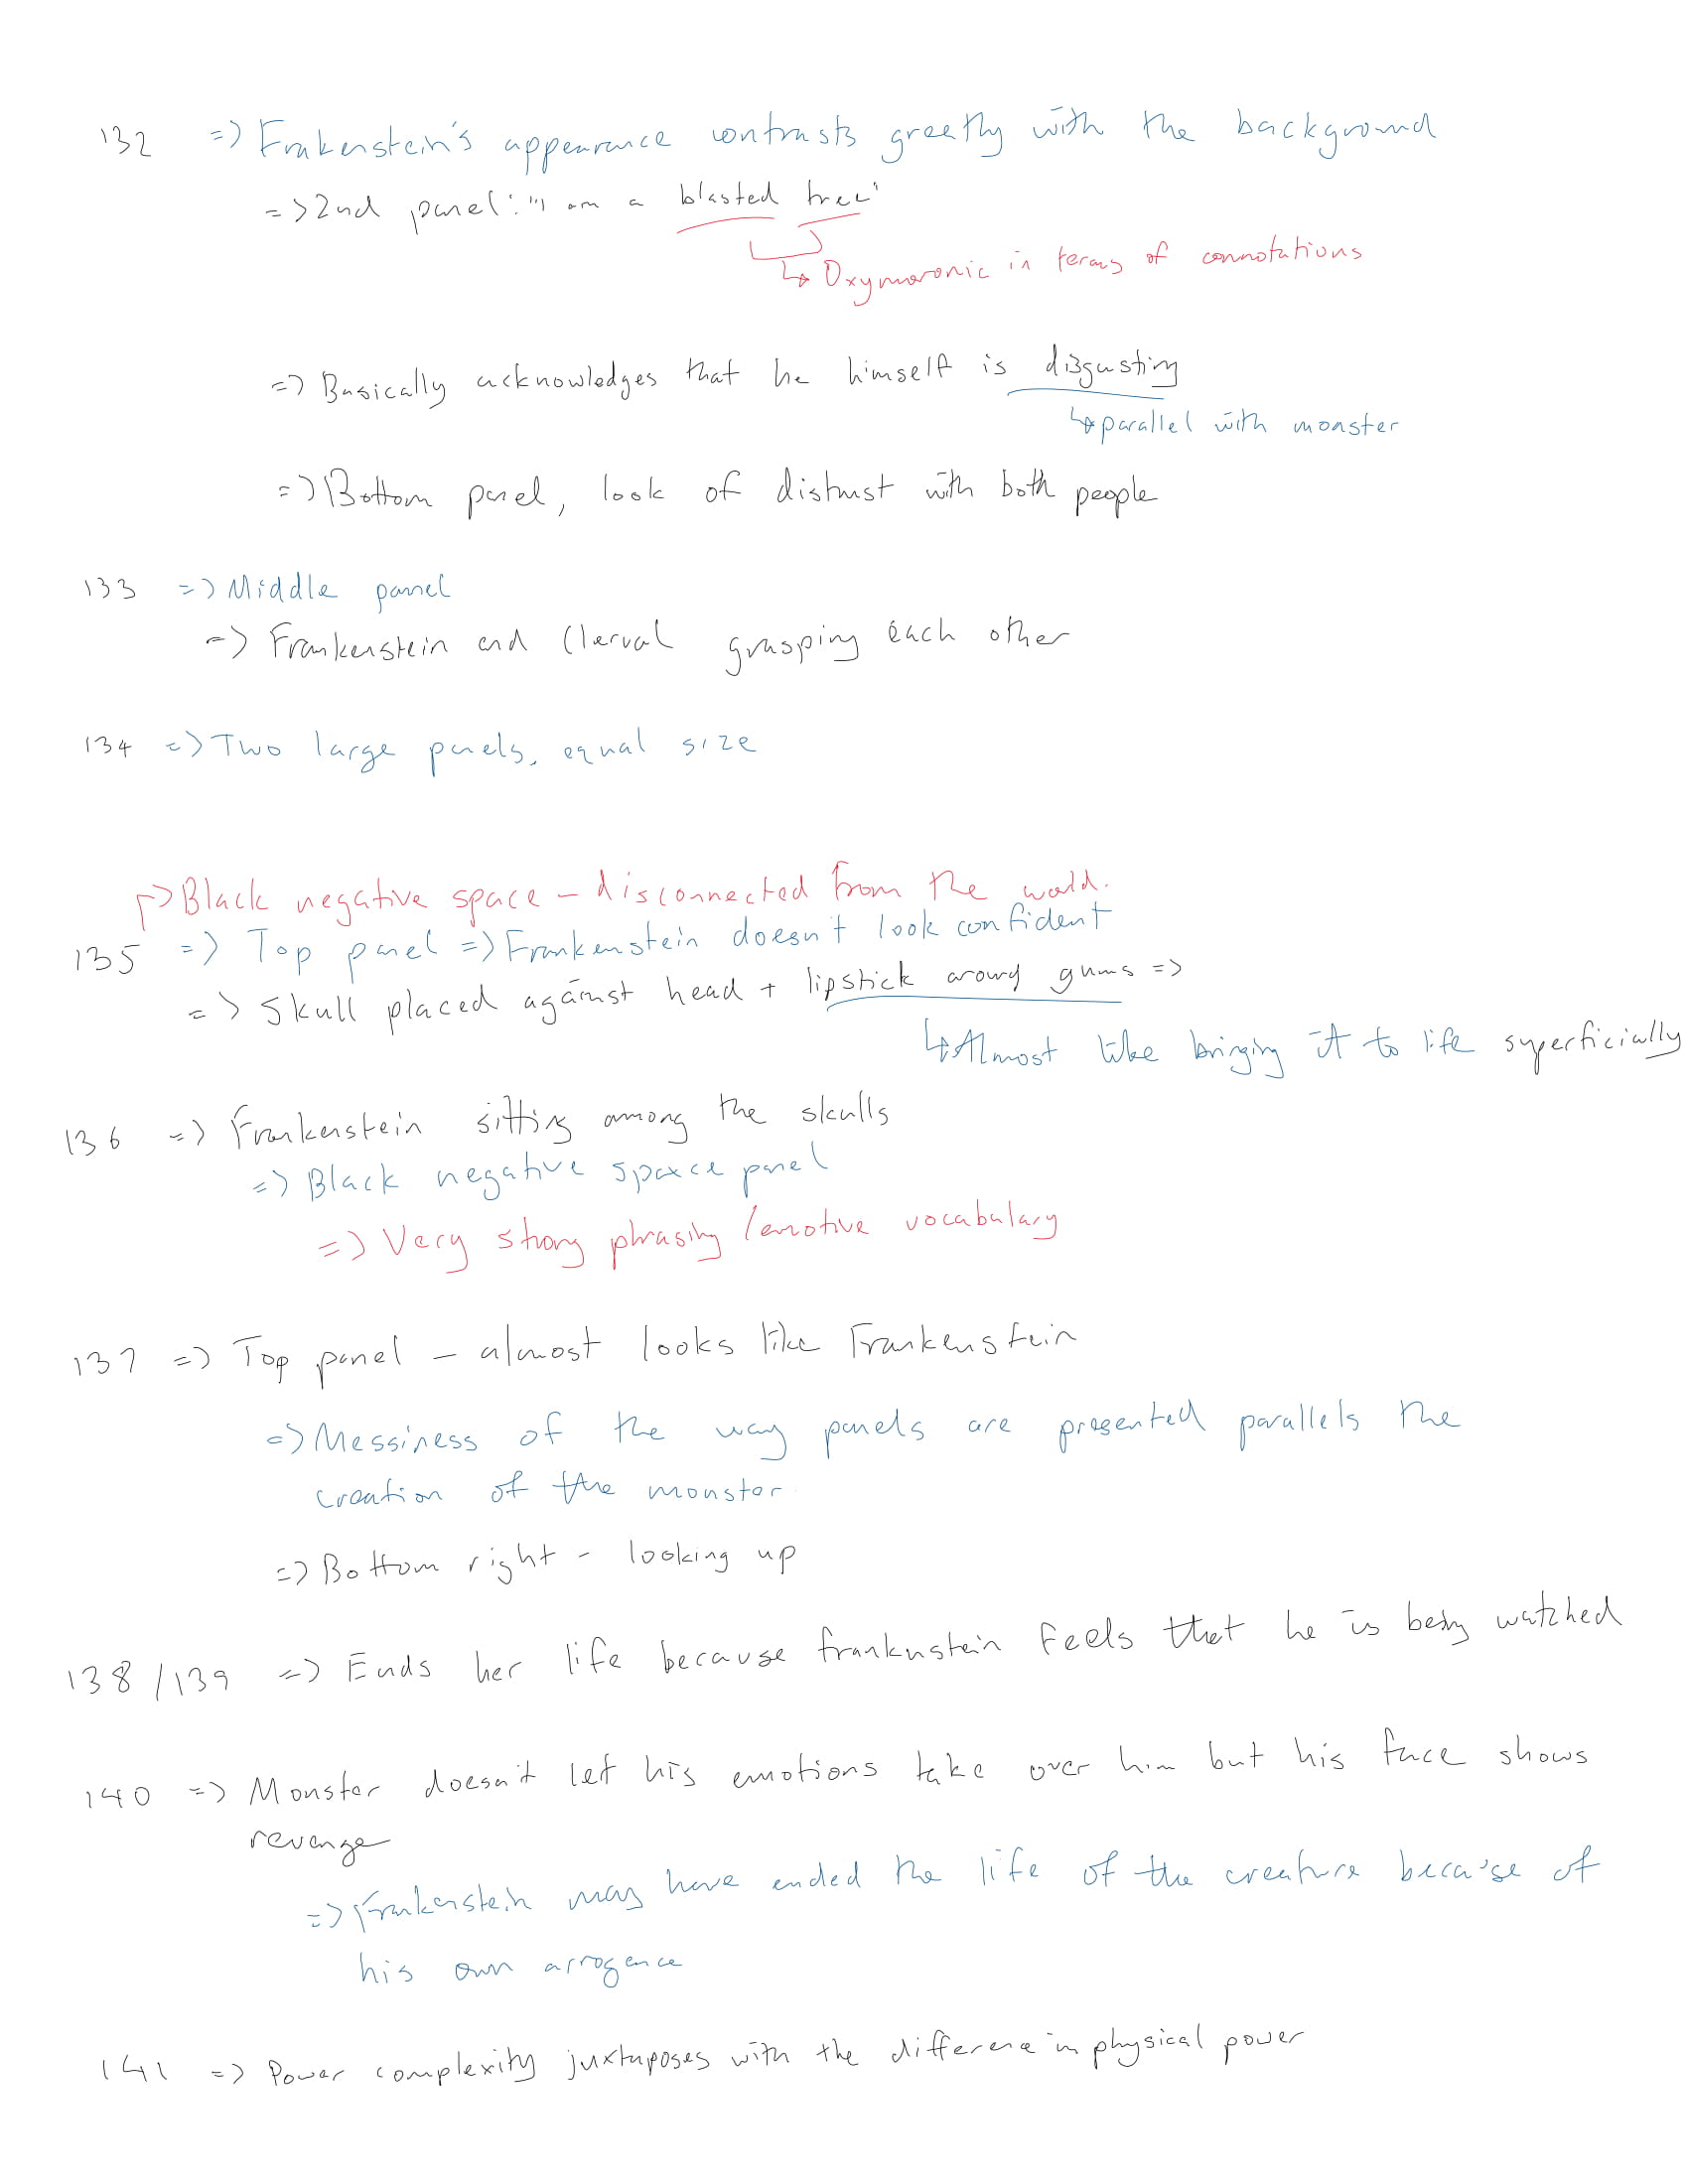 132 => Frakenstein's appearance contrasts greatly with the background
=> 2nd panel: "I am a blasted tree"
↳ Oxymoronic in terms of connotations
=> Basically acknowledges that he himself is disgusting
↳ parallel with monster
=> Bottom panel, look of distrust with both people
133 => Middle panel
=> Frankenstein and Clerval grasping each other
134 => Two large panels, equal size
=> Black negative space - disconnected from the world.
135 => Top panel => Frankenstein doesn't look confident
=> Skull placed against head + lipstick around gums =>
↳ Almost like bringing it to life superficially
136 => Frankenstein sitting among the skulls
=> Black negative space panel
=> Very strong phrasing / emotive vocabulary
137 => Top panel - almost looks like Frankenstein
=> Messiness of the way panels are presented parallels the
creation of the monster
=> Bottom right - looking up
138/139 => Ends her life because frankenstein feels that he is being watched
140 => Monster doesn't let his emotions take over him but his face shows
revenge
=> Frankenstein may have ended the life of the creature because of
his own arrogance
141 => Power complexity juxtaposes with the difference in physical power